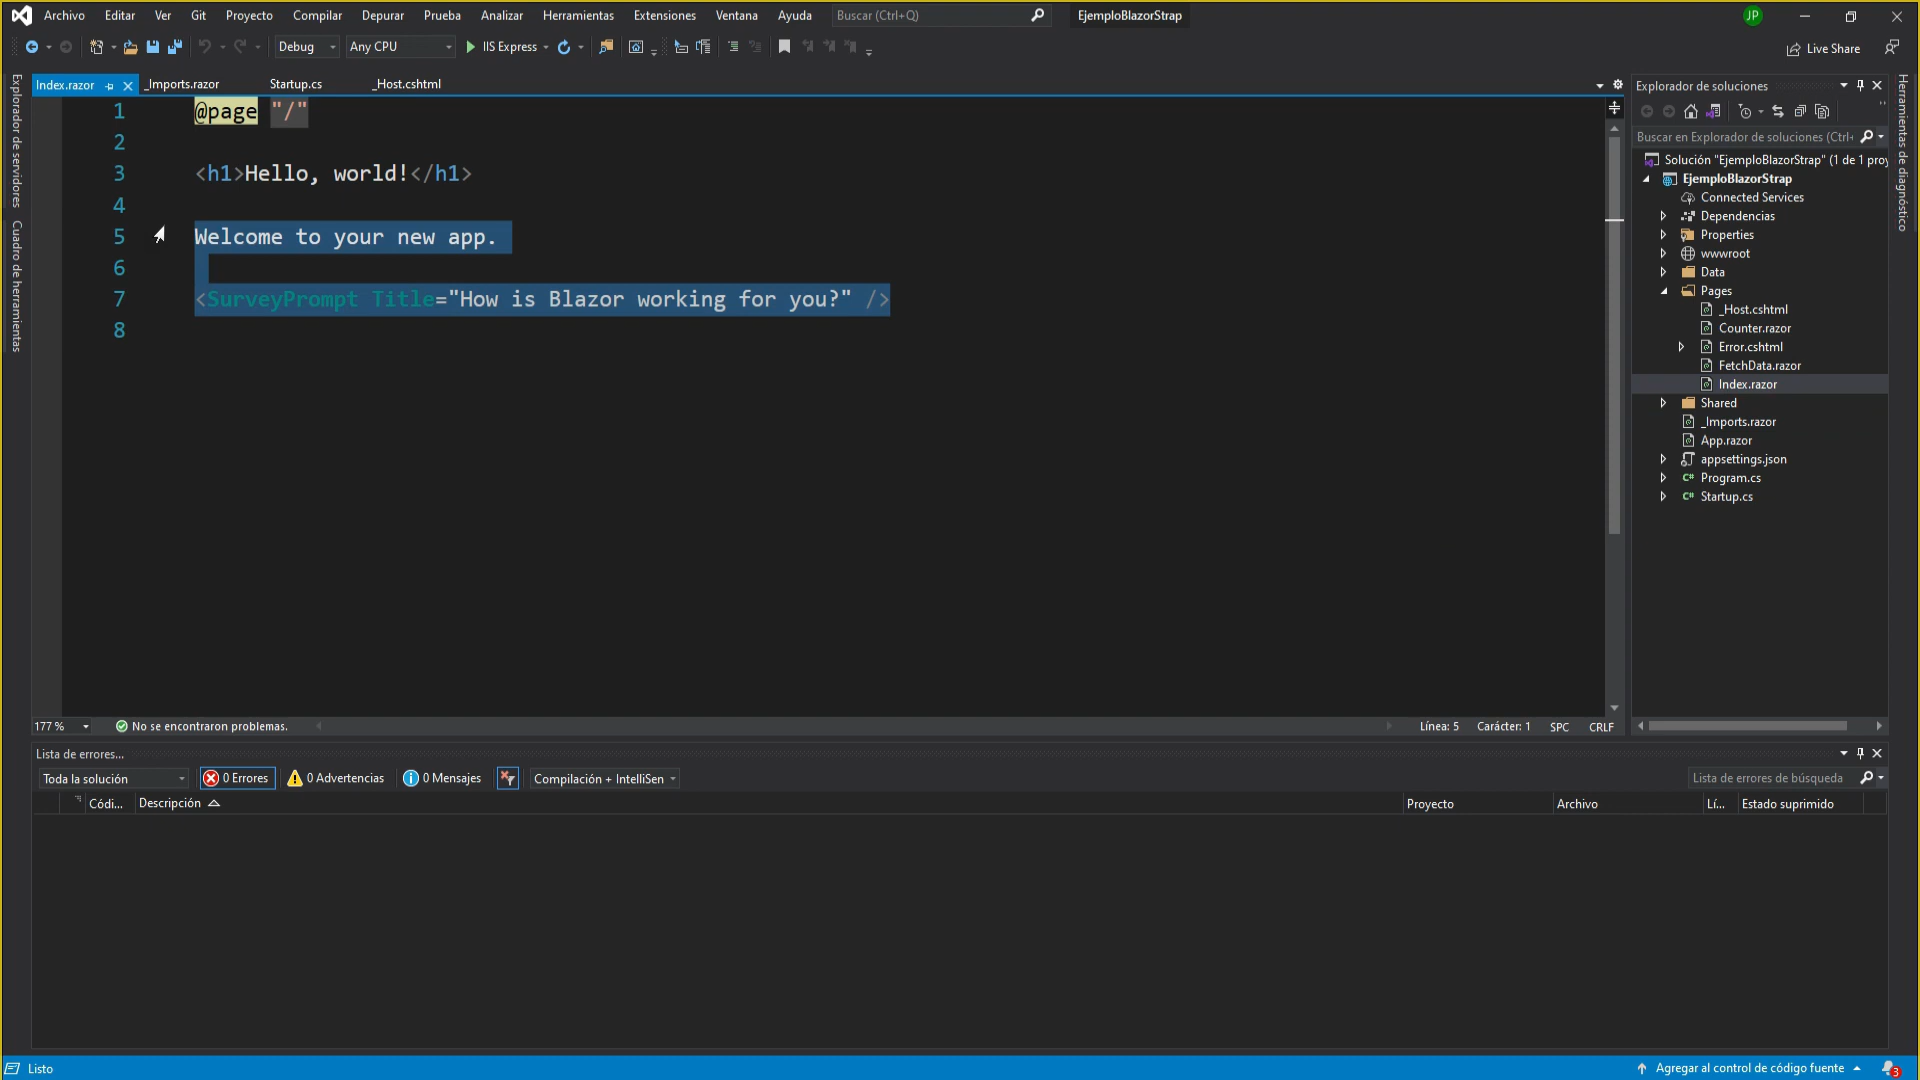 Archivo Editar Ver Git Proyecto Compilar Depurar Prueba Analizar Herramientas Extensiones Ventana Ayuda Buscar (Ctrl+Q) EjemploBlazorStrap JP
Debug Any CPU IIS Express Live Share
Explorador de servidores
Cuadro de herramientas
Index.razor _Imports.razor Startup.cs _Host.cshtml
1 @page "/"
2
3 <h1>Hello, world!</h1>
4
5 Welcome to your new app.
6
7 <SurveyPrompt Title="How is Blazor working for you?" />
8
177 % No se encontraron problemas. Línea: 5 Carácter: 1 SPC CRLF
Explorador de soluciones
Buscar en Explorador de soluciones (Ctrl+
Solución "EjemploBlazorStrap" (1 de 1 proy
EjemploBlazorStrap
Connected Services
Dependencias
Properties
wwwroot
Data
Pages
_Host.cshtml
Counter.razor
Error.cshtml
FetchData.razor
Index.razor
Shared
_Imports.razor
App.razor
appsettings.json
C# Program.cs
C# Startup.cs
Herramientas de diagnóstico
Lista de errores...
Toda la solución 0 Errores 0 Advertencias 0 Mensajes Compilación + IntelliSen Lista de errores de búsqueda
Códi... Descripción Proyecto Archivo Lí... Estado suprimido
Listo Agregar al control de código fuente 3